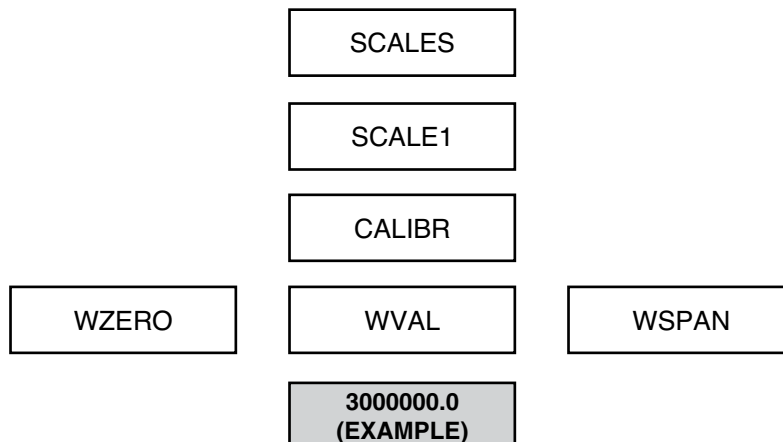 SCALES
SCALE1
CALIBR
WZERO
WVAL
WSPAN
3000000.0
(EXAMPLE)